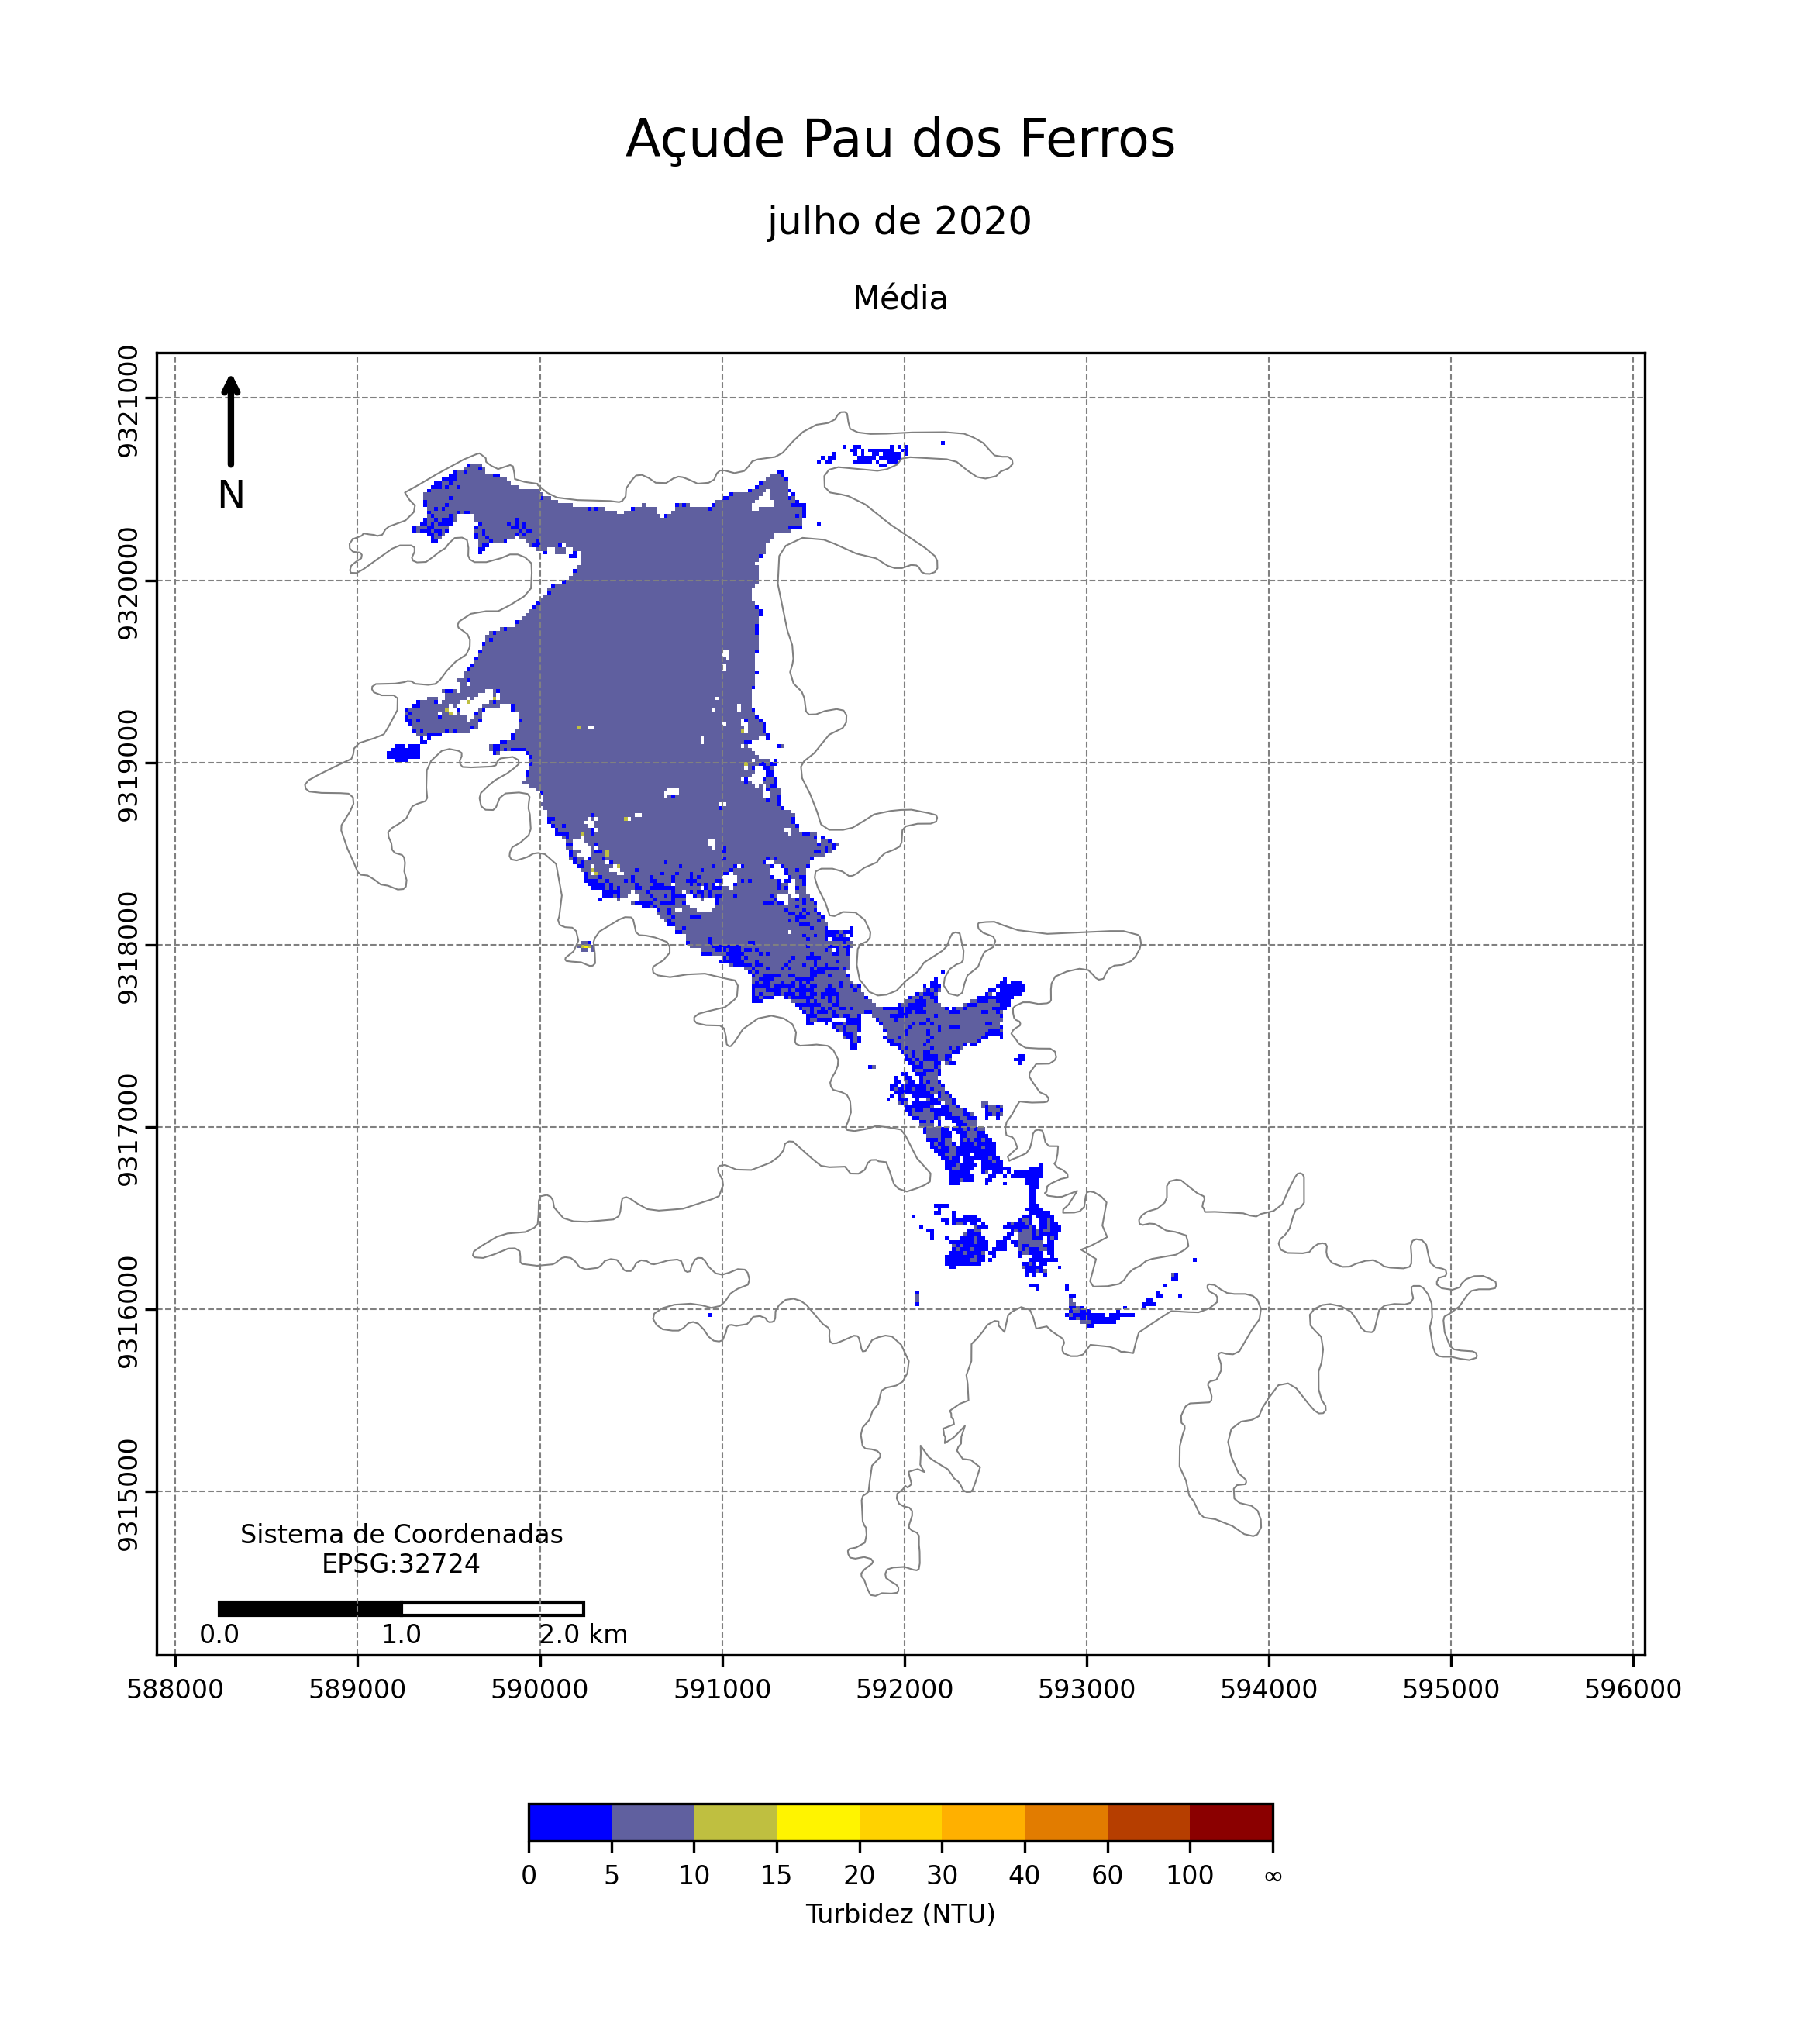 Açude Pau dos Ferros
julho de 2020
Média
9321000
9320000
9319000
9318000
9317000
9316000
9315000
N
Sistema de Coordenadas
EPSG:32724
0.0 1.0 2.0 km
588000 589000 590000 591000 592000 593000 594000 595000 596000
0 5 10 15 20 30 40 60 100 ∞
Turbidez (NTU)